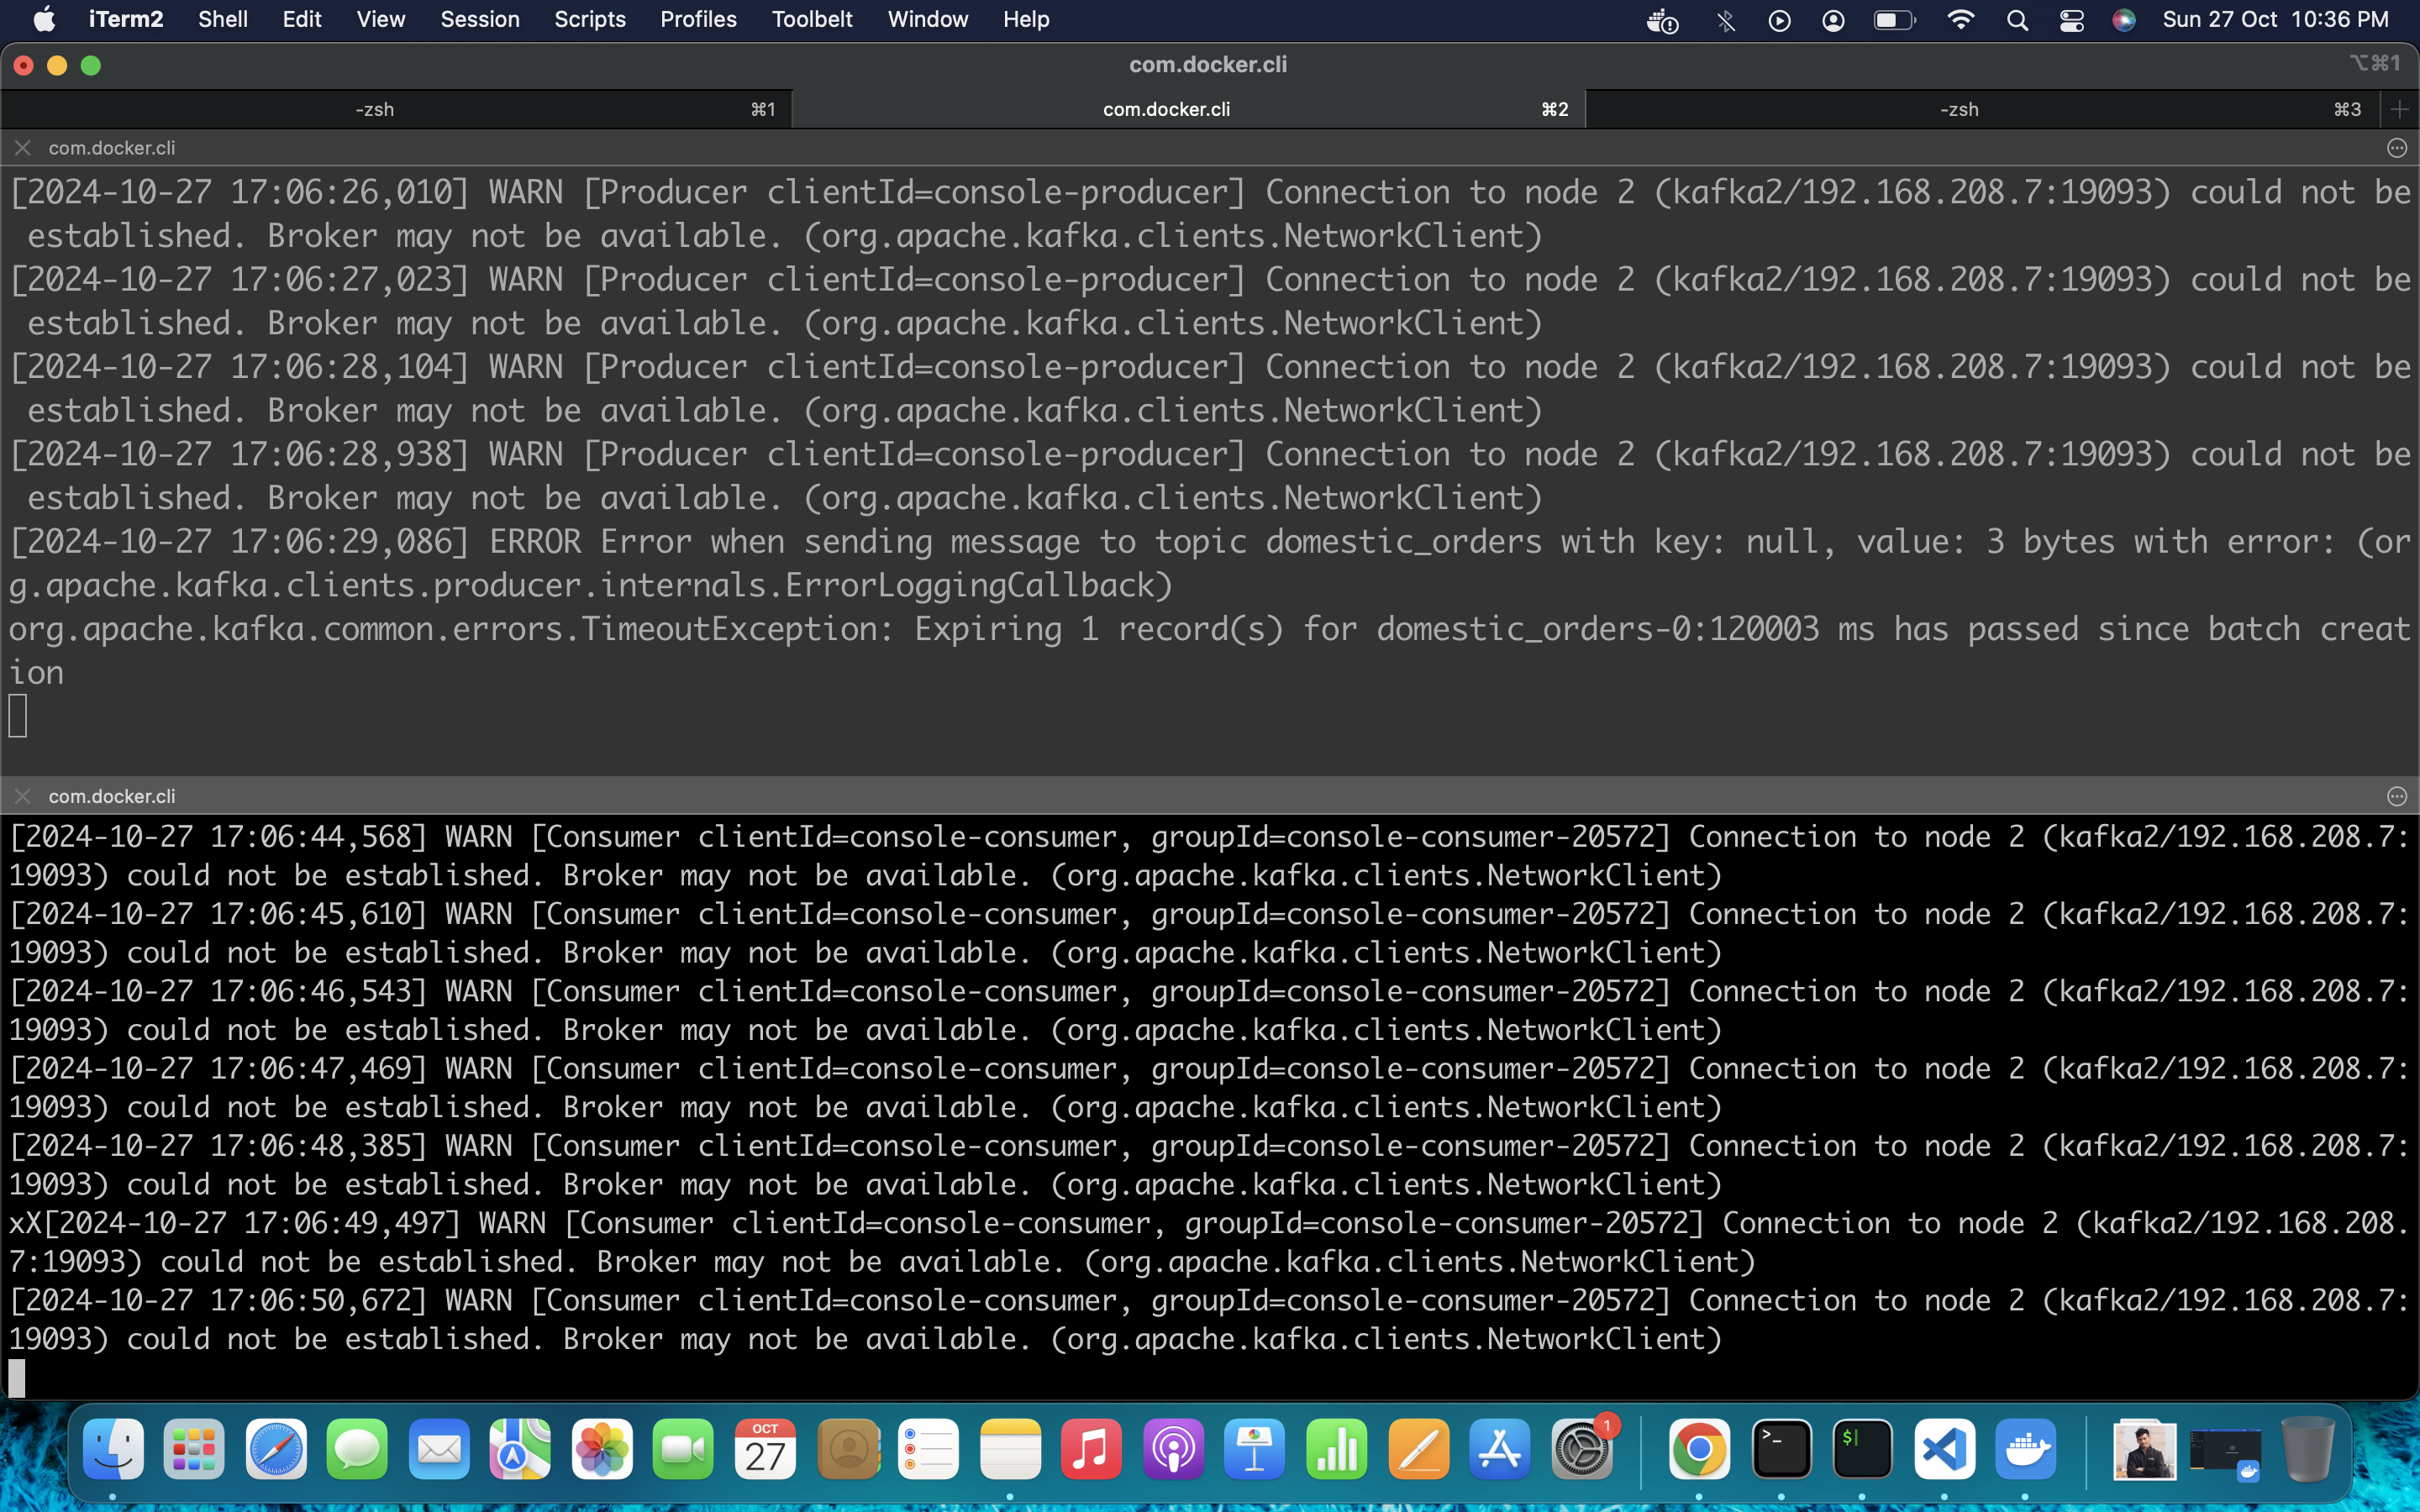 iTerm2 Shell Edit View Session Scripts Profiles Toolbelt Window Help Sun 27 Oct 10:36 PM
com.docker.cli ⌥⌘1
-zsh ⌘1 com.docker.cli ⌘2 -zsh ⌘3
com.docker.cli
[2024-10-27 17:06:26,010] WARN [Producer clientId=console-producer] Connection to node 2 (kafka2/192.168.208.7:19093) could not be
established. Broker may not be available. (org.apache.kafka.clients.NetworkClient)
[2024-10-27 17:06:27,023] WARN [Producer clientId=console-producer] Connection to node 2 (kafka2/192.168.208.7:19093) could not be
established. Broker may not be available. (org.apache.kafka.clients.NetworkClient)
[2024-10-27 17:06:28,104] WARN [Producer clientId=console-producer] Connection to node 2 (kafka2/192.168.208.7:19093) could not be
established. Broker may not be available. (org.apache.kafka.clients.NetworkClient)
[2024-10-27 17:06:28,938] WARN [Producer clientId=console-producer] Connection to node 2 (kafka2/192.168.208.7:19093) could not be
established. Broker may not be available. (org.apache.kafka.clients.NetworkClient)
[2024-10-27 17:06:29,086] ERROR Error when sending message to topic domestic_orders with key: null, value: 3 bytes with error: (or
g.apache.kafka.clients.producer.internals.ErrorLoggingCallback)
org.apache.kafka.common.errors.TimeoutException: Expiring 1 record(s) for domestic_orders-0:120003 ms has passed since batch creat
ion
com.docker.cli
[2024-10-27 17:06:44,568] WARN [Consumer clientId=console-consumer, groupId=console-consumer-20572] Connection to node 2 (kafka2/192.168.208.7:
19093) could not be established. Broker may not be available. (org.apache.kafka.clients.NetworkClient)
[2024-10-27 17:06:45,610] WARN [Consumer clientId=console-consumer, groupId=console-consumer-20572] Connection to node 2 (kafka2/192.168.208.7:
19093) could not be established. Broker may not be available. (org.apache.kafka.clients.NetworkClient)
[2024-10-27 17:06:46,543] WARN [Consumer clientId=console-consumer, groupId=console-consumer-20572] Connection to node 2 (kafka2/192.168.208.7:
19093) could not be established. Broker may not be available. (org.apache.kafka.clients.NetworkClient)
[2024-10-27 17:06:47,469] WARN [Consumer clientId=console-consumer, groupId=console-consumer-20572] Connection to node 2 (kafka2/192.168.208.7:
19093) could not be established. Broker may not be available. (org.apache.kafka.clients.NetworkClient)
[2024-10-27 17:06:48,385] WARN [Consumer clientId=console-consumer, groupId=console-consumer-20572] Connection to node 2 (kafka2/192.168.208.7:
19093) could not be established. Broker may not be available. (org.apache.kafka.clients.NetworkClient)
xX[2024-10-27 17:06:49,497] WARN [Consumer clientId=console-consumer, groupId=console-consumer-20572] Connection to node 2 (kafka2/192.168.208.
7:19093) could not be established. Broker may not be available. (org.apache.kafka.clients.NetworkClient)
[2024-10-27 17:06:50,672] WARN [Consumer clientId=console-consumer, groupId=console-consumer-20572] Connection to node 2 (kafka2/192.168.208.7:
19093) could not be established. Broker may not be available. (org.apache.kafka.clients.NetworkClient)
OCT
27
1
>_
$